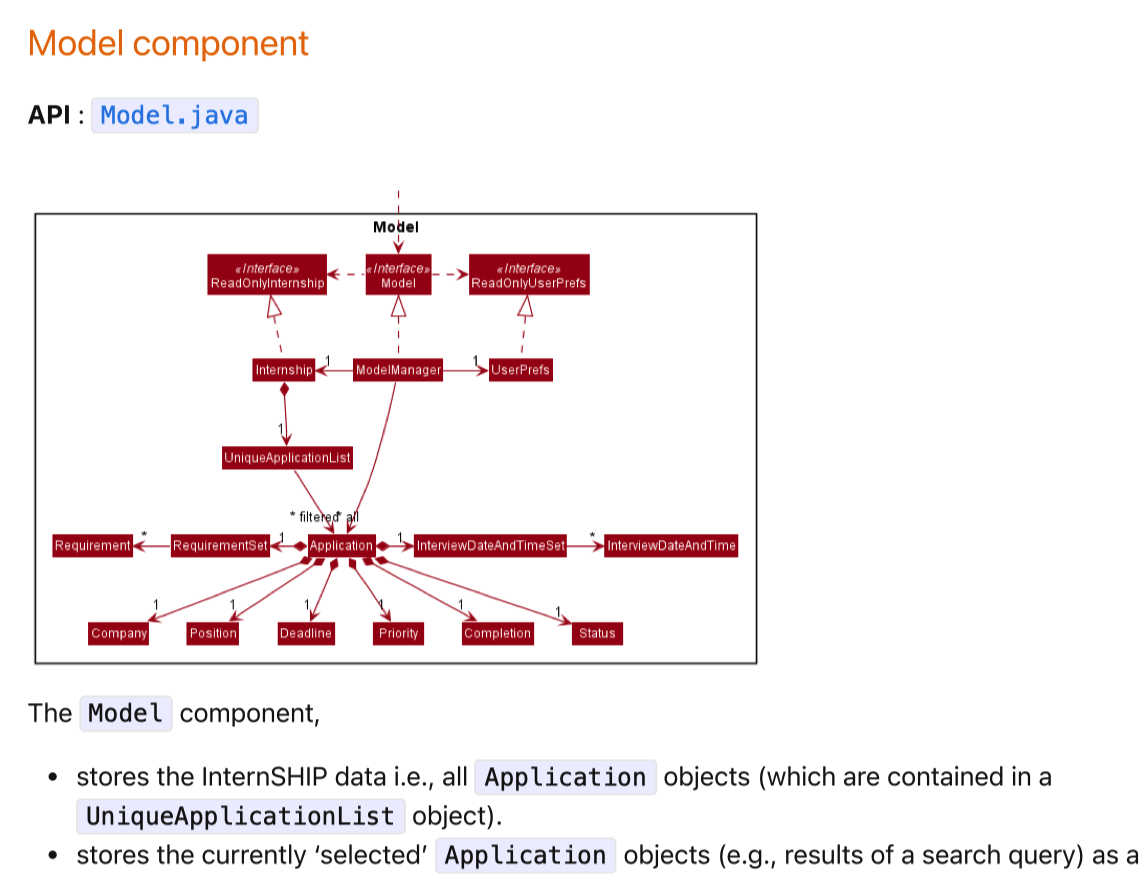 Model component
API : Model.java
Model
«Interface» «Interface» «Interface»
ReadOnlyInternship Model ReadOnlyUserPrefs
Internship 1 ModelManager 1 UserPrefs
1
UniqueApplicationList
* filtered * all
Requirement * RequirementSet 1 Application 1 InterviewDateAndTimeSet * InterviewDateAndTime
1 1 1 1 1 1
Company Position Deadline Priority Completion Status
The Model component,
• stores the InternSHIP data i.e., all Application objects (which are contained in a
UniqueApplicationList object).
• stores the currently ‘selected’ Application objects (e.g., results of a search query) as a